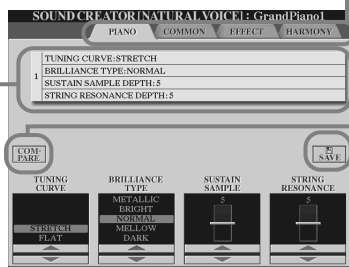 SOUND CREATOR [NATURAL VOICE] : GrandPiano1
PIANO COMMON EFFECT HARMONY
1
TUNING CURVE:STRETCH
BRILLIANCE TYPE:NORMAL
SUSTAIN SAMPLE DEPTH:5
STRING RESONANCE DEPTH:5
COM-
PARE
SAVE
TUNING BRILLIANCE SUSTAIN STRING
CURVE TYPE SAMPLE RESONANCE
METALLIC 5 5
BRIGHT
NORMAL
STRETCH MELLOW
FLAT DARK